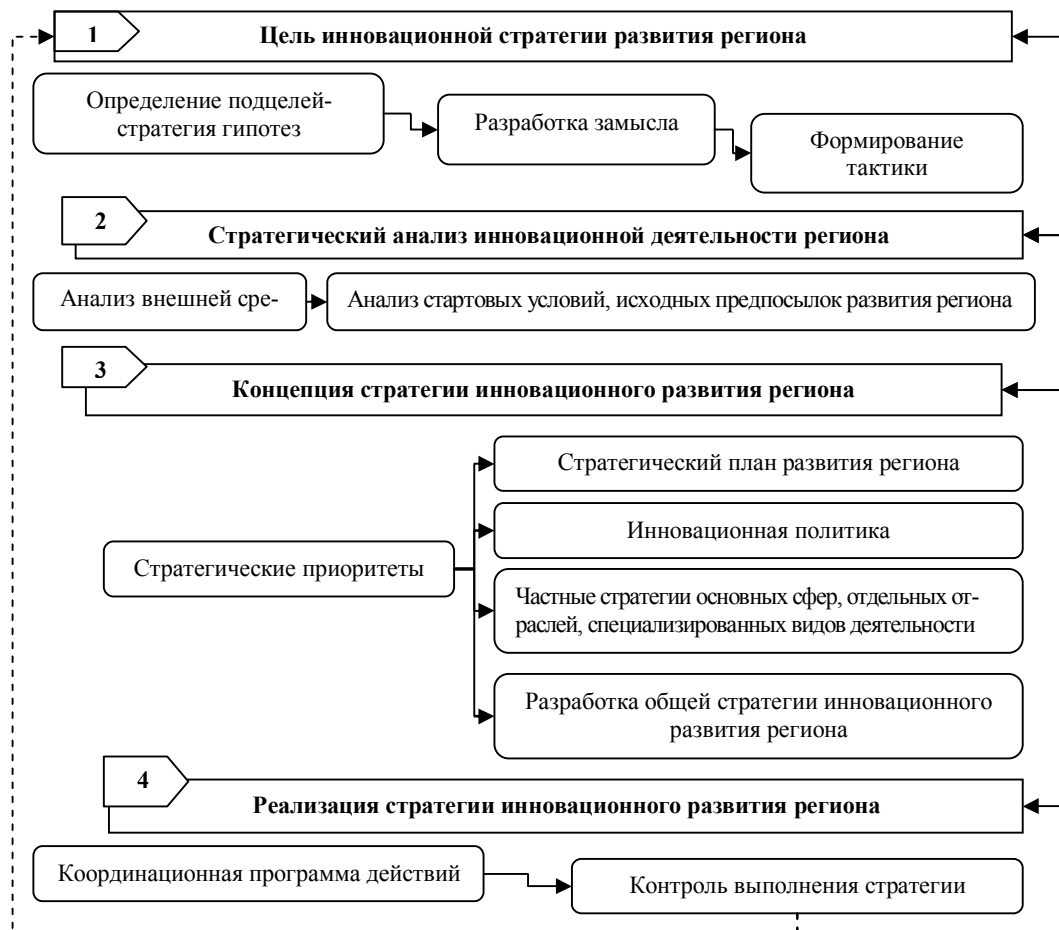 1
Цель инновационной стратегии развития региона
Определение подцелей-
стратегия гипотез
Разработка замысла
Формирование
тактики
2
Стратегический анализ инновационной деятельности региона
Анализ внешней сре-
Анализ стартовых условий, исходных предпосылок развития региона
3
Концепция стратегии инновационного развития региона
Стратегические приоритеты
Стратегический план развития региона
Инновационная политика
Частные стратегии основных сфер, отдельных от-
раслей, специализированных видов деятельности
Разработка общей стратегии инновационного
развития региона
4
Реализация стратегии инновационного развития региона
Координационная программа действий
Контроль выполнения стратегии